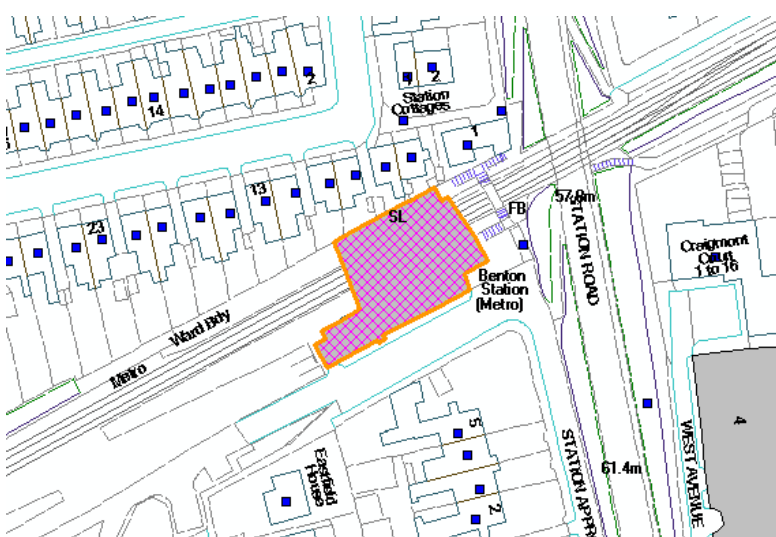 2
1 2
Station
Cottages
14
1
13
SL
FB
57.8m
STATION ROAD
23
Craigmont
Court
1 to 16
Benton
Station
(Metro)
Ward Bdy
Metro
5
4
Eastfield
House
STATION APPR
61.4m
WEST AVENUE
2